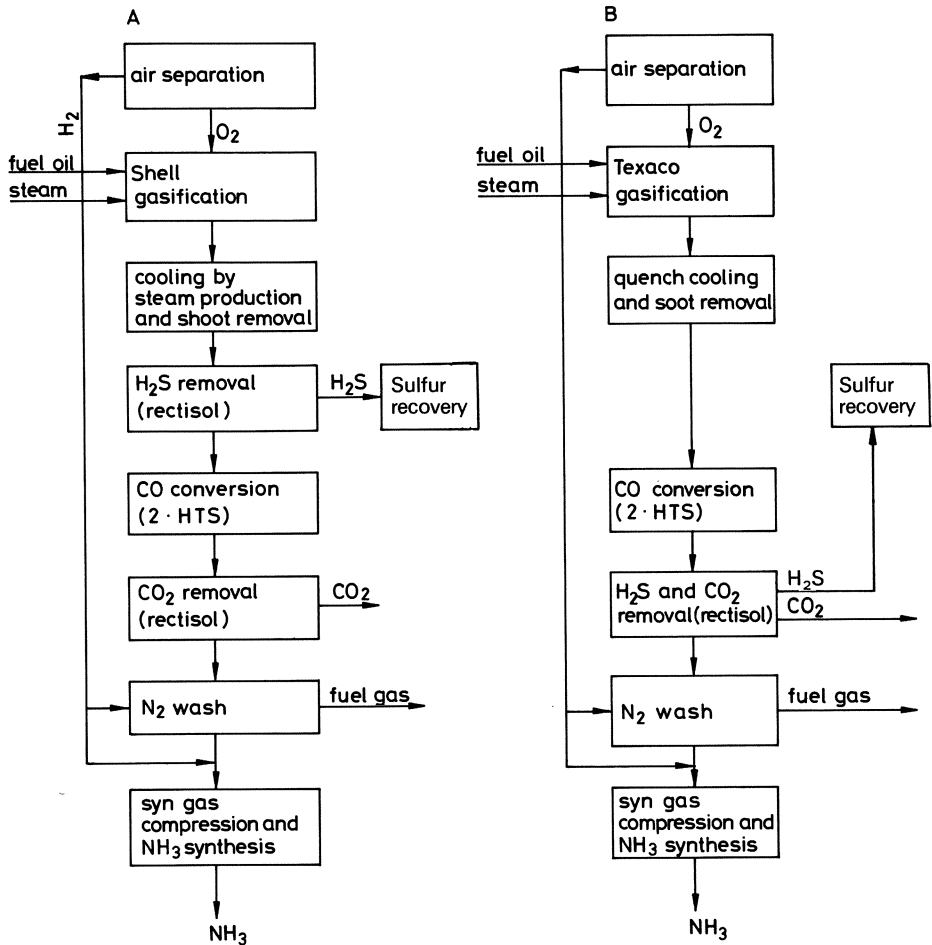 A
air separation
H₂
O₂
fuel oil
steam
Shell
gasification
cooling by
steam production
and shoot removal
H₂S removal
(rectisol)
H₂S
Sulfur
recovery
CO conversion
(2 · HTS)
CO₂ removal
(rectisol)
CO₂
N₂ wash
fuel gas
syn gas
compression and
NH₃ synthesis
NH₃
B
air separation
O₂
fuel oil
steam
Texaco
gasification
quench cooling
and soot removal
Sulfur
recovery
CO conversion
(2 · HTS)
H₂S and CO₂
removal(rectisol)
H₂S
CO₂
N₂ wash
fuel gas
syn gas
compression and
NH₃ synthesis
NH₃